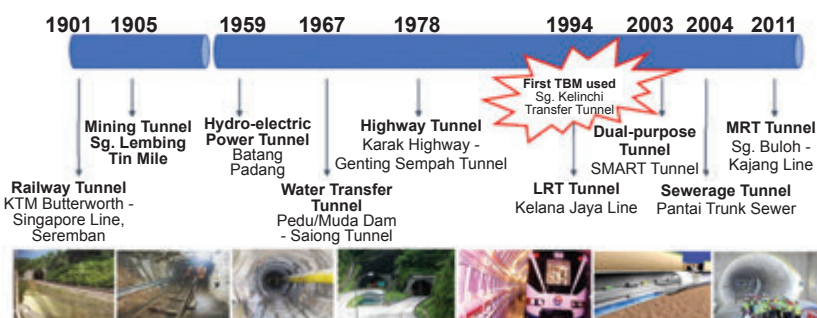 1901 1905 1959 1967 1978 1994 2003 2004 2011
Railway Tunnel
KTM Butterworth -
Singapore Line,
Seremban
Mining Tunnel
Sg. Lembing
Tin Mile
Hydro-electric
Power Tunnel
Batang
Padang
Water Transfer
Tunnel
Pedu/Muda Dam
- Saiong Tunnel
Highway Tunnel
Karak Highway -
Genting Sempah Tunnel
First TBM used
Sg. Kelinchi
Transfer Tunnel
LRT Tunnel
Kelana Jaya Line
Dual-purpose
Tunnel
SMART Tunnel
Sewerage Tunnel
Pantai Trunk Sewer
MRT Tunnel
Sg. Buloh -
Kajang Line